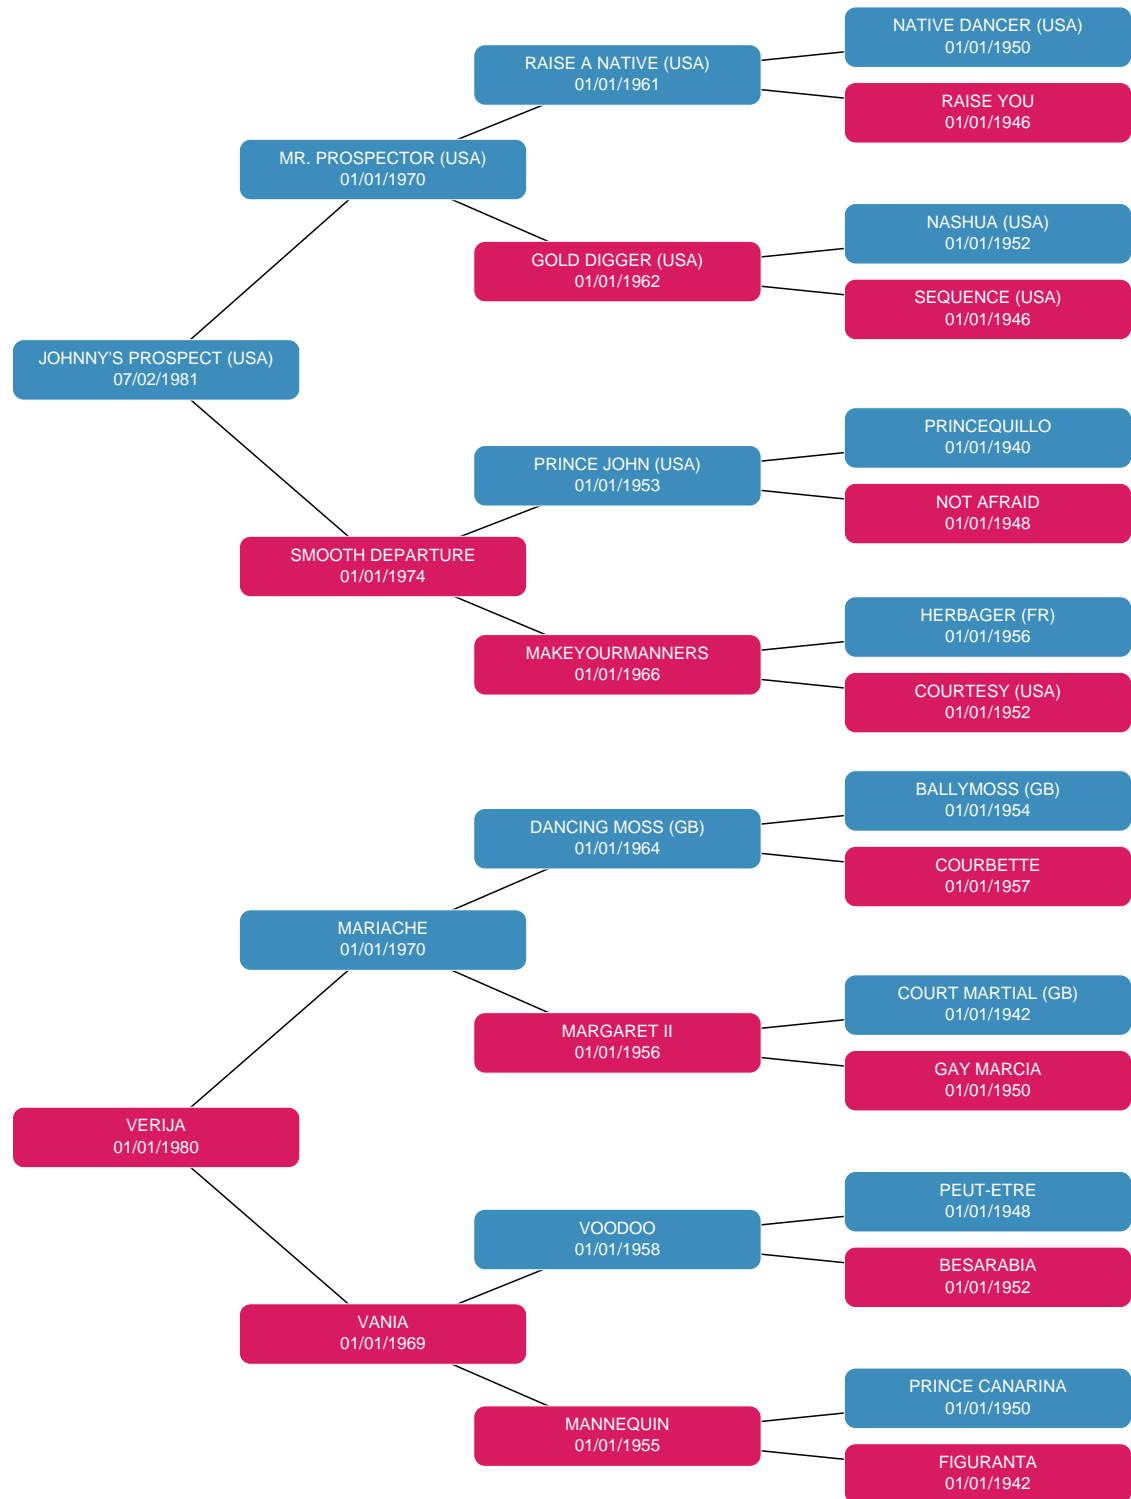 NATIVE DANCER (USA)
01/01/1950
RAISE A NATIVE (USA)
01/01/1961
RAISE YOU
01/01/1946
MR. PROSPECTOR (USA)
01/01/1970
NASHUA (USA)
01/01/1952
GOLD DIGGER (USA)
01/01/1962
SEQUENCE (USA)
01/01/1946
JOHNNY'S PROSPECT (USA)
07/02/1981
PRINCEQUILLO
01/01/1940
PRINCE JOHN (USA)
01/01/1953
NOT AFRAID
01/01/1948
SMOOTH DEPARTURE
01/01/1974
HERBAGER (FR)
01/01/1956
MAKEYOURMANNERS
01/01/1966
COURTESY (USA)
01/01/1952
BALLYMOSS (GB)
01/01/1954
DANCING MOSS (GB)
01/01/1964
COURBETTE
01/01/1957
MARIACHE
01/01/1970
COURT MARTIAL (GB)
01/01/1942
MARGARET II
01/01/1956
GAY MARCIA
01/01/1950
VERIJA
01/01/1980
PEUT-ETRE
01/01/1948
VOODOO
01/01/1958
BESARABIA
01/01/1952
VANIA
01/01/1969
PRINCE CANARINA
01/01/1950
MANNEQUIN
01/01/1955
FIGURANTA
01/01/1942